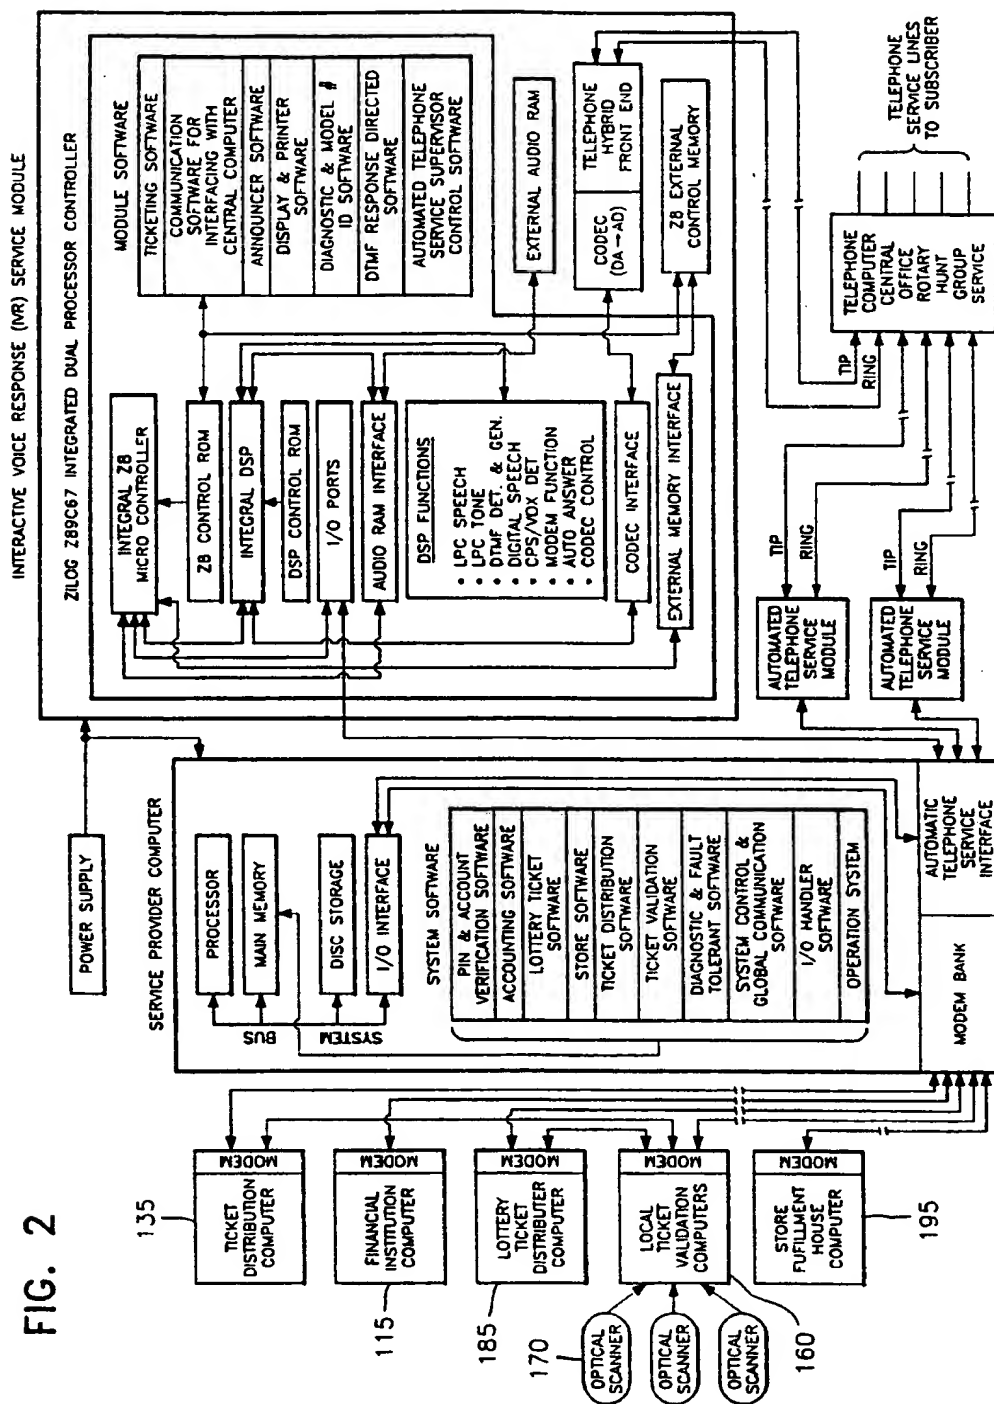 FIG. 2
INTERACTIVE VOICE RESPONSE (IVR) SERVICE MODULE
ZILOG Z89C67 INTEGRATED DUAL PROCESSOR CONTROLLER
MODULE SOFTWARE
TICKETING SOFTWARE
COMMUNICATION
SOFTWARE FOR
INTERFACING WITH
CENTRAL COMPUTER
ANNOUNCER SOFTWARE
DISPLAY & PRINTER
SOFTWARE
DIAGNOSTIC & MODEL #
ID SOFTWARE
DTMF RESPONSE DIRECTED
SOFTWARE
AUTOMATED TELEPHONE
SERVICE SUPERVISOR
CONTROL SOFTWARE
INTEGRAL Z8
MICRO CONTROLLER
Z8 CONTROL ROM
INTEGRAL DSP
DSP CONTROL ROM
I/O PORTS
AUDIO RAM INTERFACE
DSP FUNCTIONS
• LPC SPEECH
• LPC TONE
• DTMF DET. & GEN.
• DIGITAL SPEECH
• CPS/VOX DET
• MODEM FUNCTION
• AUTO ANSWER
• CODEC CONTROL
CODEC INTERFACE
EXTERNAL MEMORY INTERFACE
EXTERNAL AUDIO RAM
TELEPHONE
HYBRID
FRONT END
CODEC
(DA→AD)
Z8 EXTERNAL
CONTROL MEMORY
TELEPHONE
SERVICE LINES
TO SUBSCRIBER
TELEPHONE
COMPUTER
CENTRAL
OFFICE
ROTARY
HUNT
GROUP
SERVICE
TIP
RING
TIP
RING
TIP
RING
AUTOMATED
TELEPHONE
SERVICE
MODULE
AUTOMATED
TELEPHONE
SERVICE
MODULE
POWER SUPPLY
SERVICE PROVIDER COMPUTER
PROCESSOR
MAIN MEMORY
DISC STORAGE
I/O INTERFACE
SYSTEM
BUS
SYSTEM SOFTWARE
PIN & ACCOUNT
VERIFICATION SOFTWARE
ACCOUNTING SOFTWARE
LOTTERY TICKET
SOFTWARE
STORE SOFTWARE
TICKET DISTRIBUTION
SOFTWARE
TICKET VALIDATION
SOFTWARE
DIAGNOSTIC & FAULT
TOLERANT SOFTWARE
SYSTEM CONTROL &
GLOBAL COMMUNICATION
SOFTWARE
I/O HANDLER
SOFTWARE
OPERATION SYSTEM
MODEM BANK
AUTOMATIC
TELEPHONE
SERVICE
INTERFACE
135
TICKET
DISTRIBUTION
COMPUTER
MODEM
115
FINANCIAL
INSTITUTION
COMPUTER
MODEM
185
LOTTERY
TICKET
DISTRIBUTER
COMPUTER
MODEM
170
OPTICAL
SCANNER
OPTICAL
SCANNER
OPTICAL
SCANNER
160
LOCAL
TICKET
VALIDATION
COMPUTERS
MODEM
195
STORE
FUFILLMENT
HOUSE
COMPUTER
MODEM